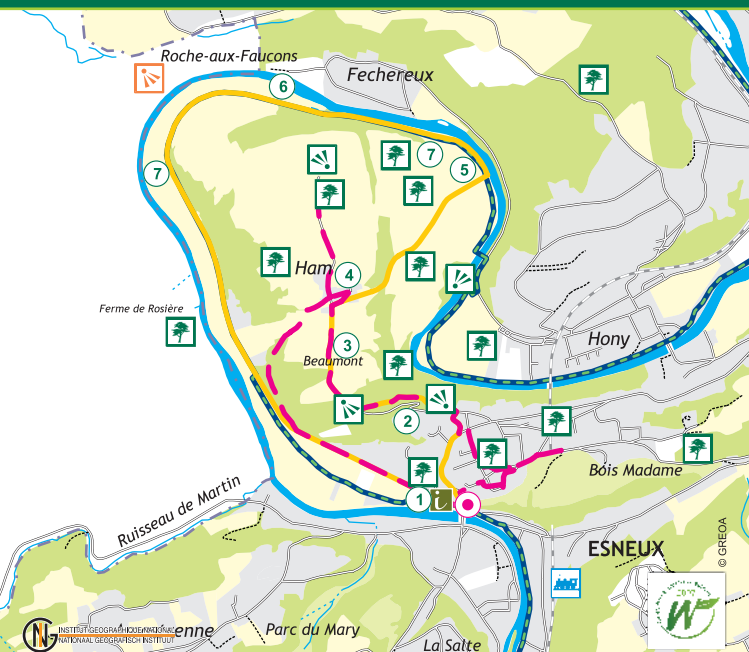 Roche-aux-Faucons
Fechereux
6
7
5
7
Ham
4
Ferme de Rosière
3
Hony
Beaumont
2
Bois Madame
1
i
Ruisseau de Martin
ESNEUX
© GREOA
W
INSTITUT GEOGRAPHIQUE NATIONAL
NATIONAAL GEOGRAFISCH INSTITUUT
Parc du Mary
La Salte